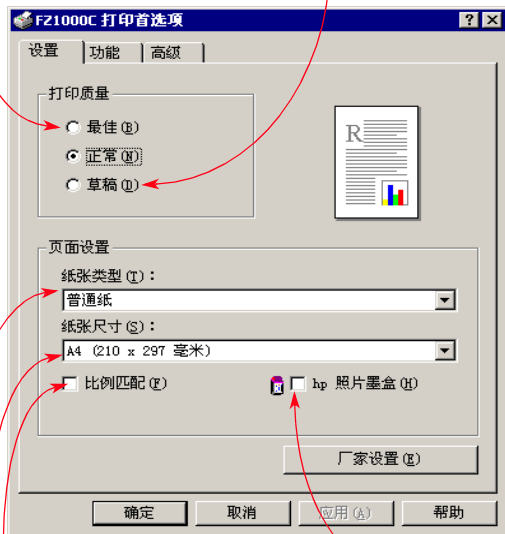 FZ1000C 打印首选项
设置 功能 高级
打印质量
最佳(B)
正常(N)
草稿(D)
R
页面设置
纸张类型(T)：
普通纸
纸张尺寸(S)：
A4 (210 x 297 毫米)
比例匹配(F) hp 照片墨盒(H)
厂家设置(E)
确定 取消 应用(A) 帮助